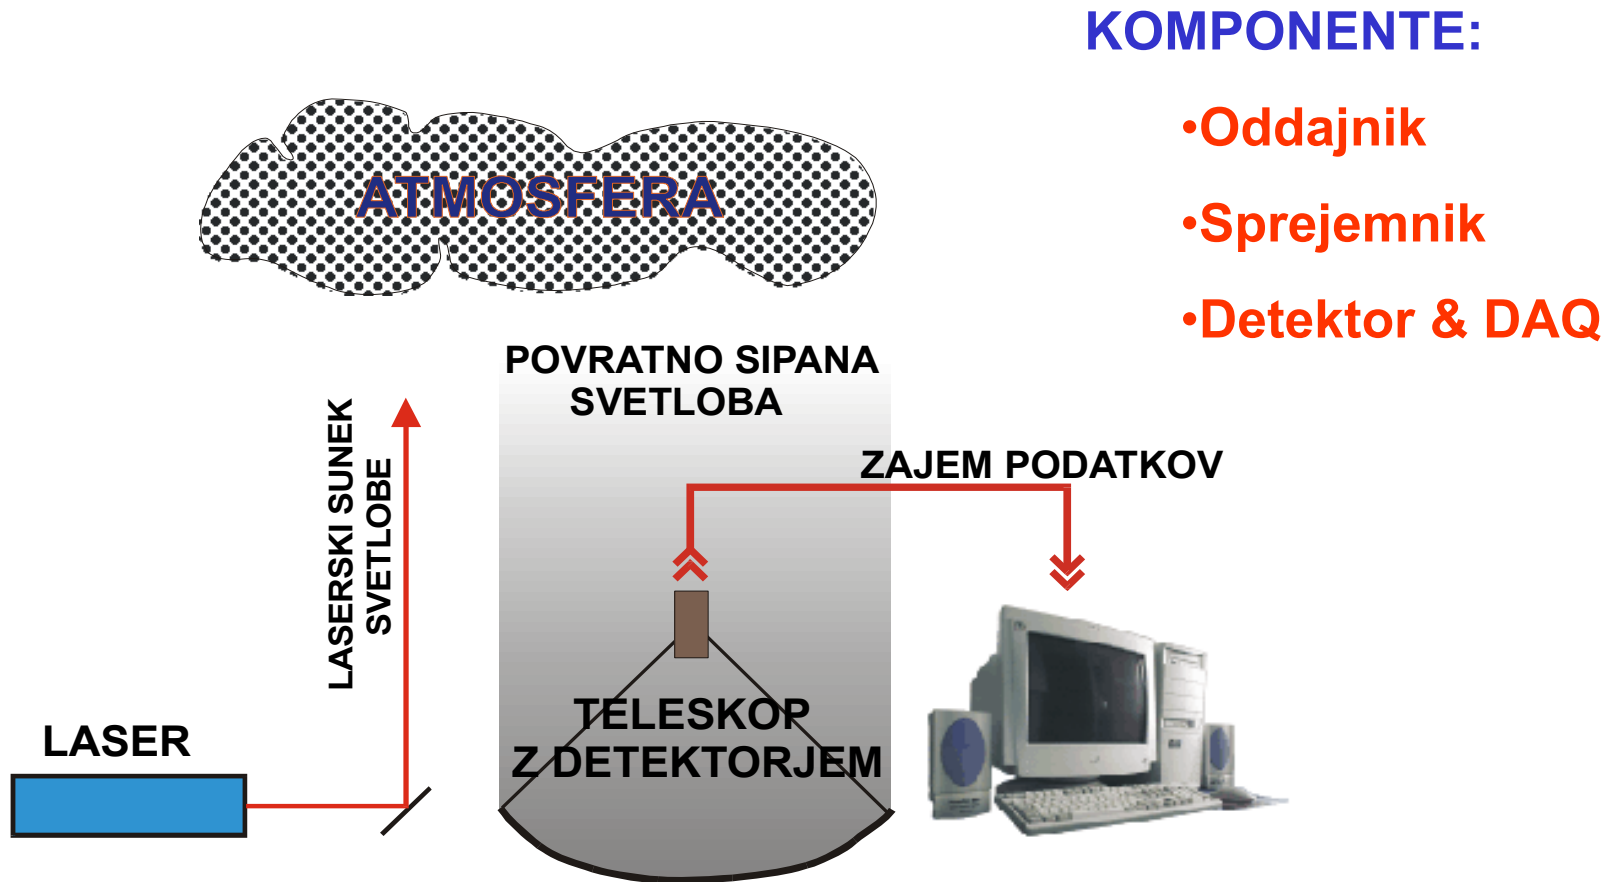 KOMPONENTE:
•Oddajnik
•Sprejemnik
•Detektor & DAQ
ATMOSFERA
POVRATNO SIPANA
SVETLOBA
LASERSKI SUNEK
SVETLOBE
ZAJEM PODATKOV
TELESKOP
Z DETEKTORJEM
LASER